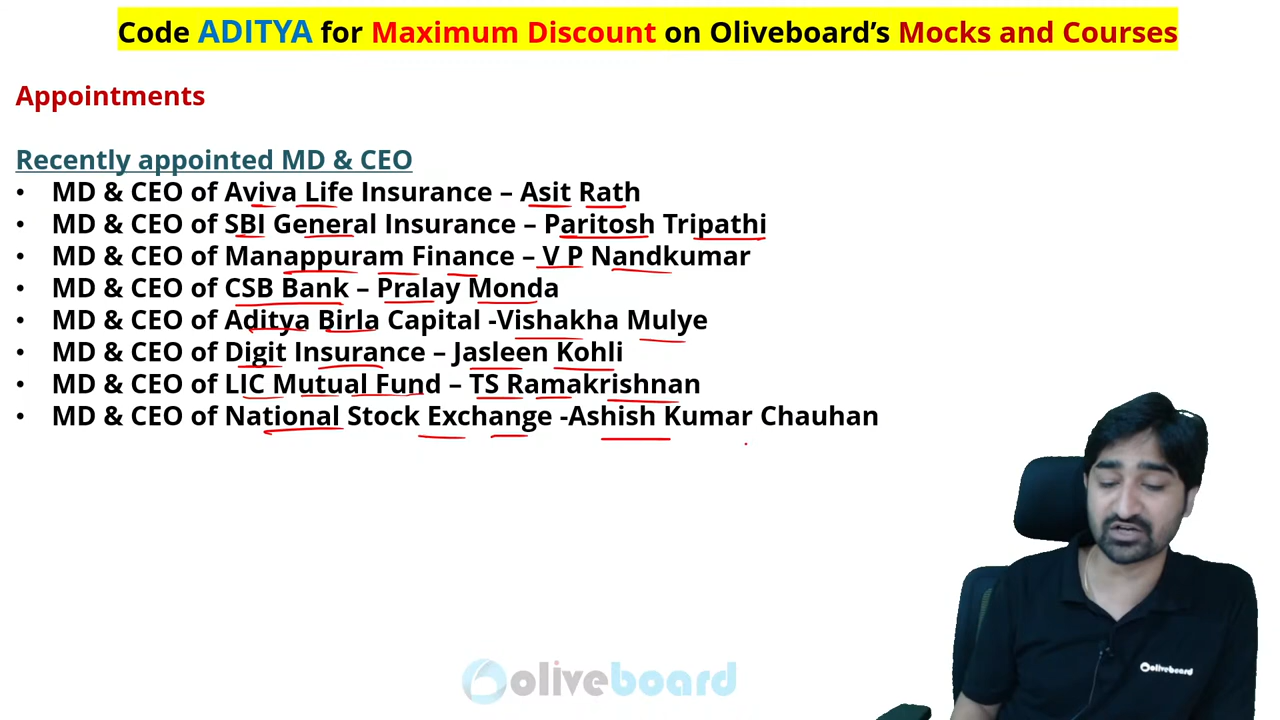 Code ADITYA for Maximum Discount on Oliveboard’s Mocks and Courses
Appointments
Recently appointed MD & CEO
• MD & CEO of Aviva Life Insurance – Asit Rath
• MD & CEO of SBI General Insurance – Paritosh Tripathi
• MD & CEO of Manappuram Finance – V P Nandkumar
• MD & CEO of CSB Bank – Pralay Monda
• MD & CEO of Aditya Birla Capital -Vishakha Mulye
• MD & CEO of Digit Insurance – Jasleen Kohli
• MD & CEO of LIC Mutual Fund – TS Ramakrishnan
• MD & CEO of National Stock Exchange -Ashish Kumar Chauhan
oliveboard
oliveboard